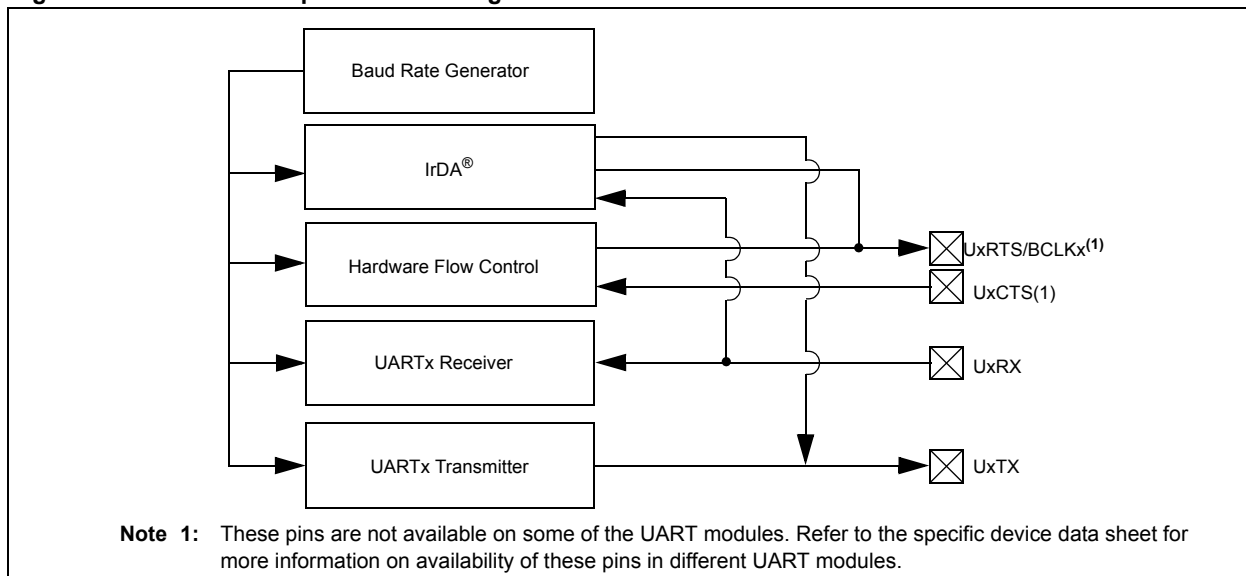 Baud Rate Generator
IrDA®
Hardware Flow Control
UxRTS/BCLKx(1)
UxCTS(1)
UARTx Receiver
UxRX
UARTx Transmitter
UxTX
Note 1: These pins are not available on some of the UART modules. Refer to the specific device data sheet for
more information on availability of these pins in different UART modules.